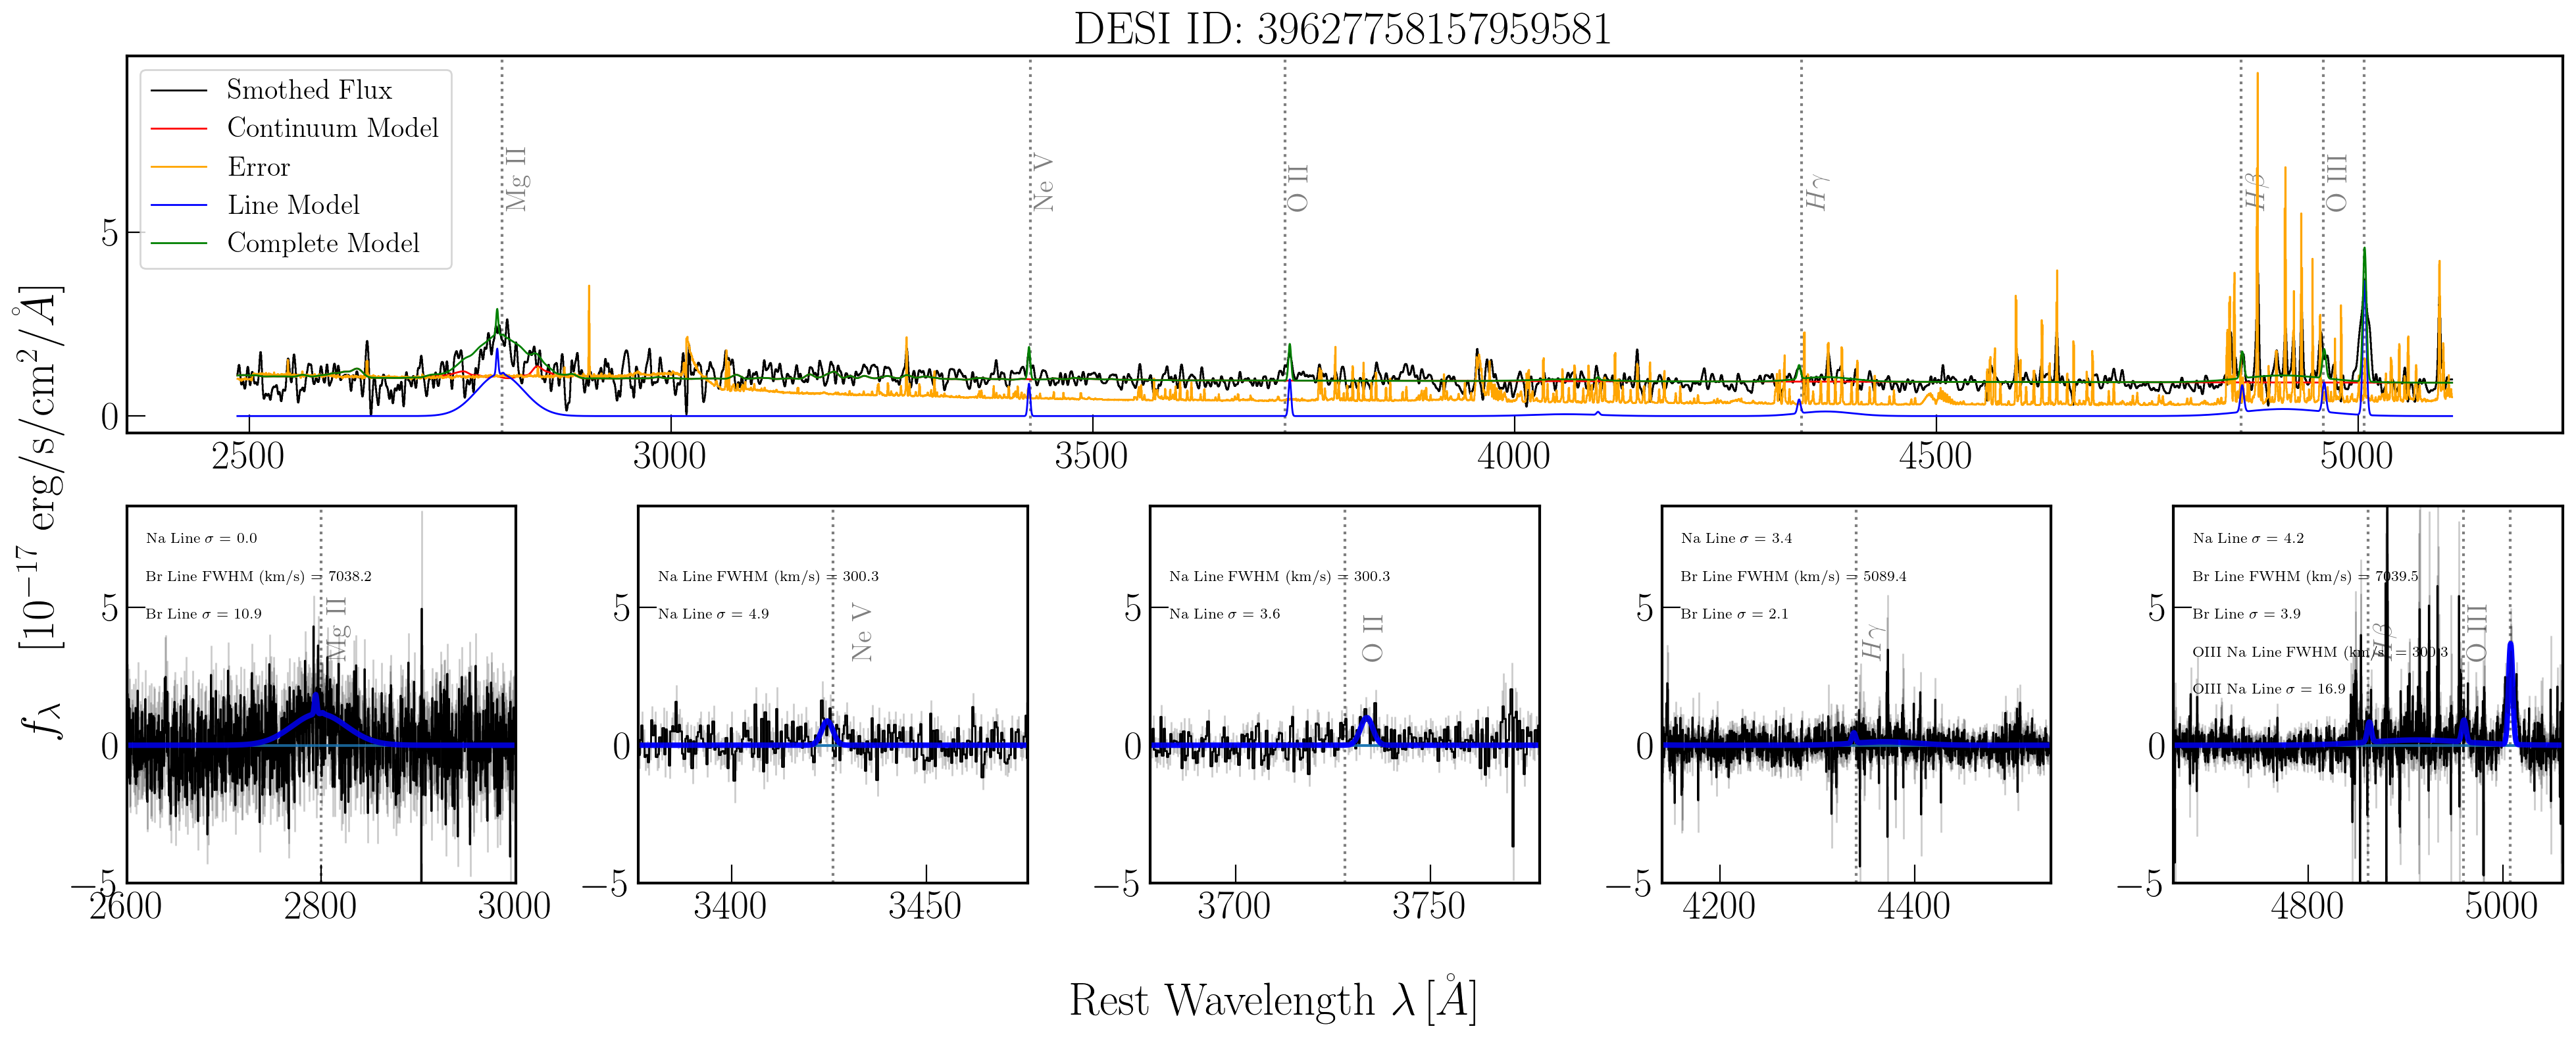 DESI ID: 39627758157959581
Smothed Flux
Continuum Model
Error
Line Model
Complete Model
Mg II
Ne V
O II
Hγ
Hβ
O III
5
0
2500 3000 3500 4000 4500 5000
f_λ [10^−17 erg/s/cm^2/Å]
Na Line σ = 0.0
Br Line FWHM (km/s) = 7038.2
Br Line σ = 10.9
Mg II
5
0
−5
2600 2800 3000
Na Line FWHM (km/s) = 300.3
Na Line σ = 4.9
Ne V
5
0
−5
3400 3450
Na Line FWHM (km/s) = 300.3
Na Line σ = 3.6
O II
5
0
−5
3700 3750
Na Line σ = 3.4
Br Line FWHM (km/s) = 5089.4
Br Line σ = 2.1
Hγ
5
0
−5
4200 4400
Na Line σ = 4.2
Br Line FWHM (km/s) = 7039.5
Br Line σ = 3.9
OIII Na Line FWHM (km/s) = 300.3
OIII Na Line σ = 16.9
Hβ
O III
5
0
−5
4800 5000
Rest Wavelength λ [Å]